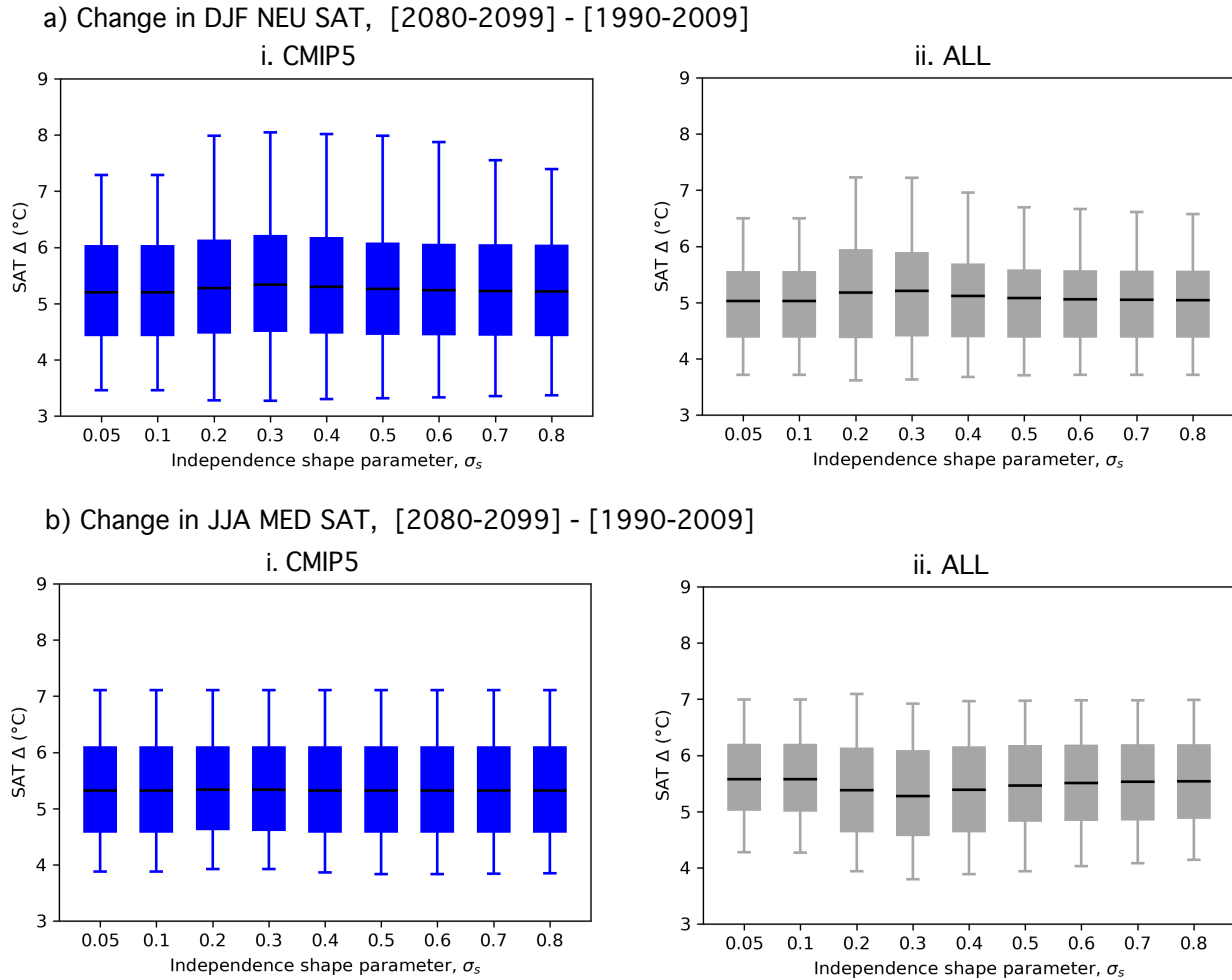 a) Change in DJF NEU SAT, [2080-2099] - [1990-2009]
i. CMIP5
9
8
7
6
5
4
3
SAT Δ (°C)
0.05 0.1 0.2 0.3 0.4 0.5 0.6 0.7 0.8
Independence shape parameter, σs
ii. ALL
9
8
7
6
5
4
3
SAT Δ (°C)
0.05 0.1 0.2 0.3 0.4 0.5 0.6 0.7 0.8
Independence shape parameter, σs
b) Change in JJA MED SAT, [2080-2099] - [1990-2009]
i. CMIP5
9
8
7
6
5
4
3
SAT Δ (°C)
0.05 0.1 0.2 0.3 0.4 0.5 0.6 0.7 0.8
Independence shape parameter, σs
ii. ALL
9
8
7
6
5
4
3
SAT Δ (°C)
0.05 0.1 0.2 0.3 0.4 0.5 0.6 0.7 0.8
Independence shape parameter, σs